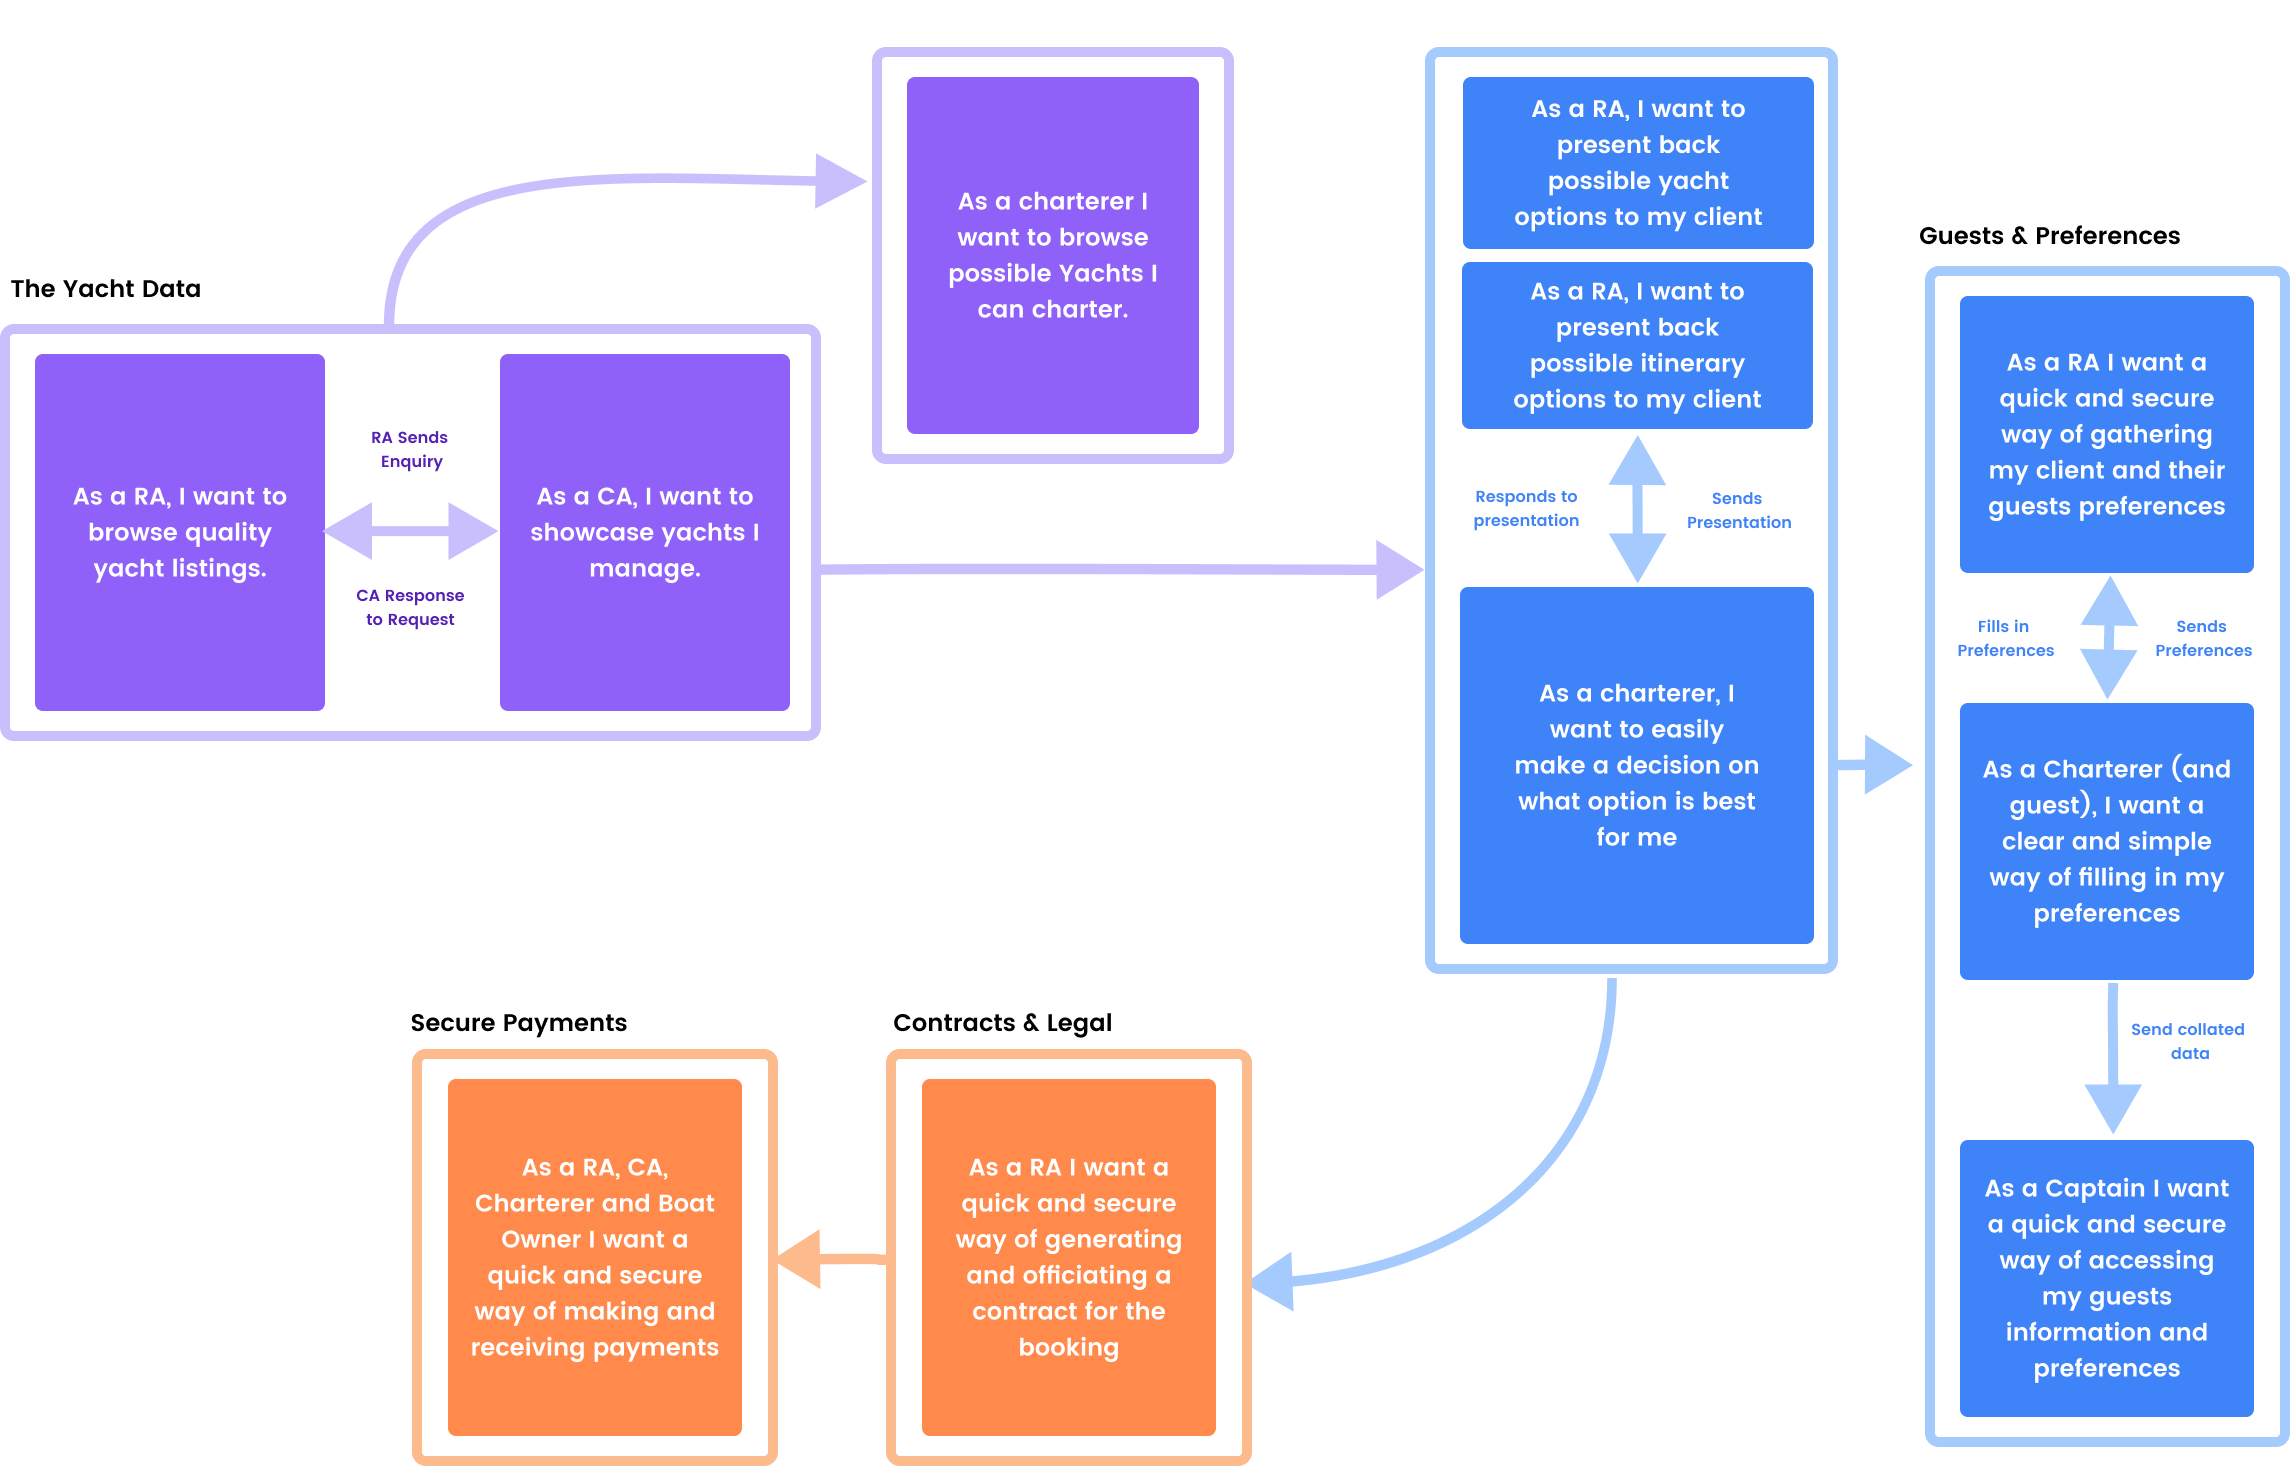 The Yacht Data
As a RA, I want to
browse quality
yacht listings.
RA Sends
Enquiry
CA Response
to Request
As a CA, I want to
showcase yachts I
manage.
As a charterer I
want to browse
possible Yachts I
can charter.
As a RA, I want to
present back
possible yacht
options to my client
As a RA, I want to
present back
possible itinerary
options to my client
Responds to
presentation
Sends
Presentation
As a charterer, I
want to easily
make a decision on
what option is best
for me
Guests & Preferences
As a RA I want a
quick and secure
way of gathering
my client and their
guests preferences
Fills in
Preferences
Sends
Preferences
As a Charterer (and
guest), I want a
clear and simple
way of filling in my
preferences
Send collated
data
As a Captain I want
a quick and secure
way of accessing
my guests
information and
preferences
Contracts & Legal
As a RA I want a
quick and secure
way of generating
and officiating a
contract for the
booking
Secure Payments
As a RA, CA,
Charterer and Boat
Owner I want a
quick and secure
way of making and
receiving payments